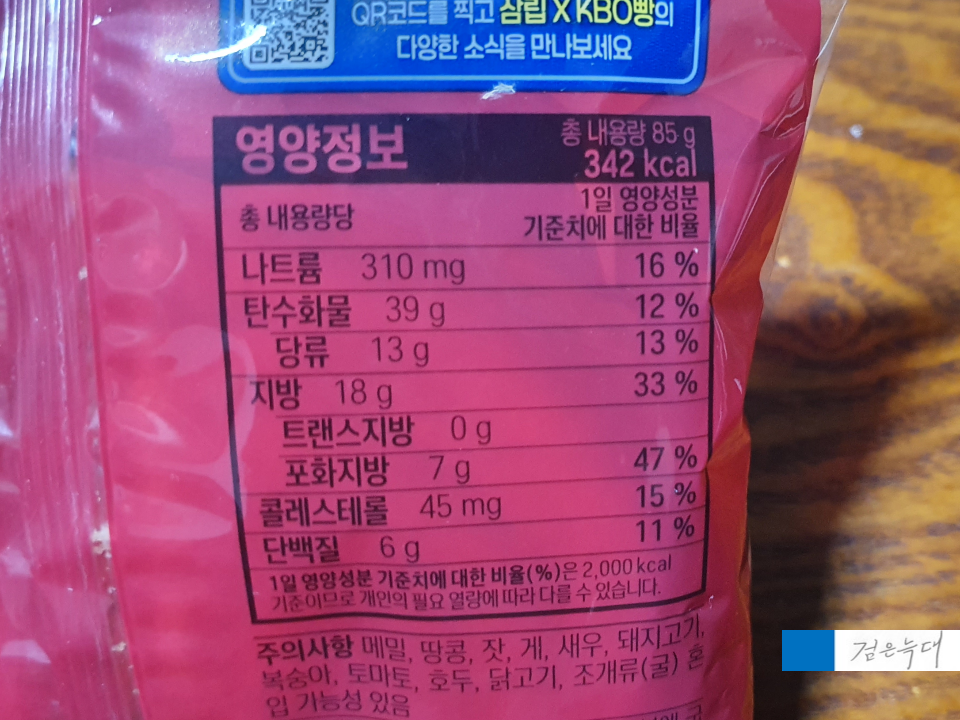 QR코드를 찍고 삼립 X KBO빵의
다양한 소식을 만나보세요
영양정보
총 내용량 85 g
342 kcal
총 내용량당
1일 영양성분
기준치에 대한 비율
나트륨 310 mg 16 %
탄수화물 39 g 12 %
당류 13 g 13 %
지방 18 g 33 %
트랜스지방 0 g
포화지방 7 g 47 %
콜레스테롤 45 mg 15 %
단백질 6 g 11 %
1일 영양성분 기준치에 대한 비율(%)은 2,000 kcal
기준이므로 개인의 필요 열량에 따라 다를 수 있습니다.
주의사항 메밀, 땅콩, 잣, 게, 새우, 돼지고기,
복숭아, 토마토, 호두, 닭고기, 조개류(굴) 혼
입 가능성 있음
검은늑대